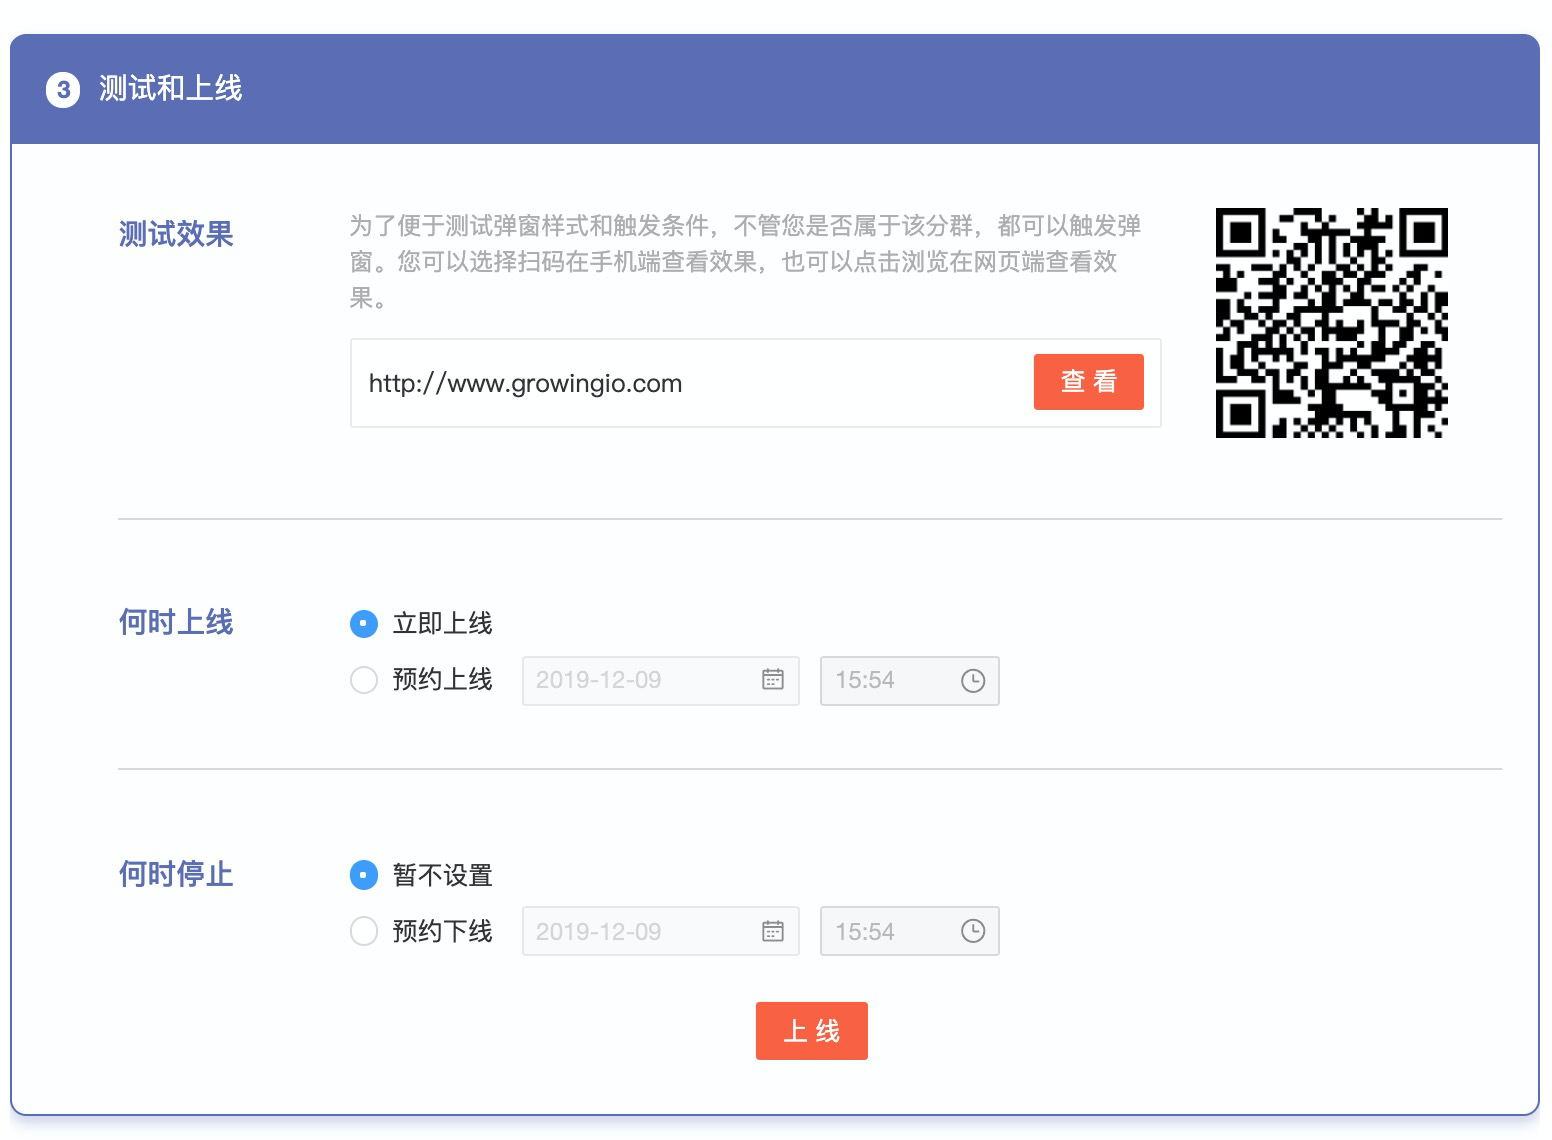 3 测试和上线
测试效果
为了便于测试弹窗样式和触发条件，不管您是否属于该分群，都可以触发弹
窗。您可以选择扫码在手机端查看效果，也可以点击浏览在网页端查看效
果。
http://www.growingio.com 查 看
何时上线
立即上线
预约上线 2019-12-09 15:54
何时停止
暂不设置
预约下线 2019-12-09 15:54
上 线